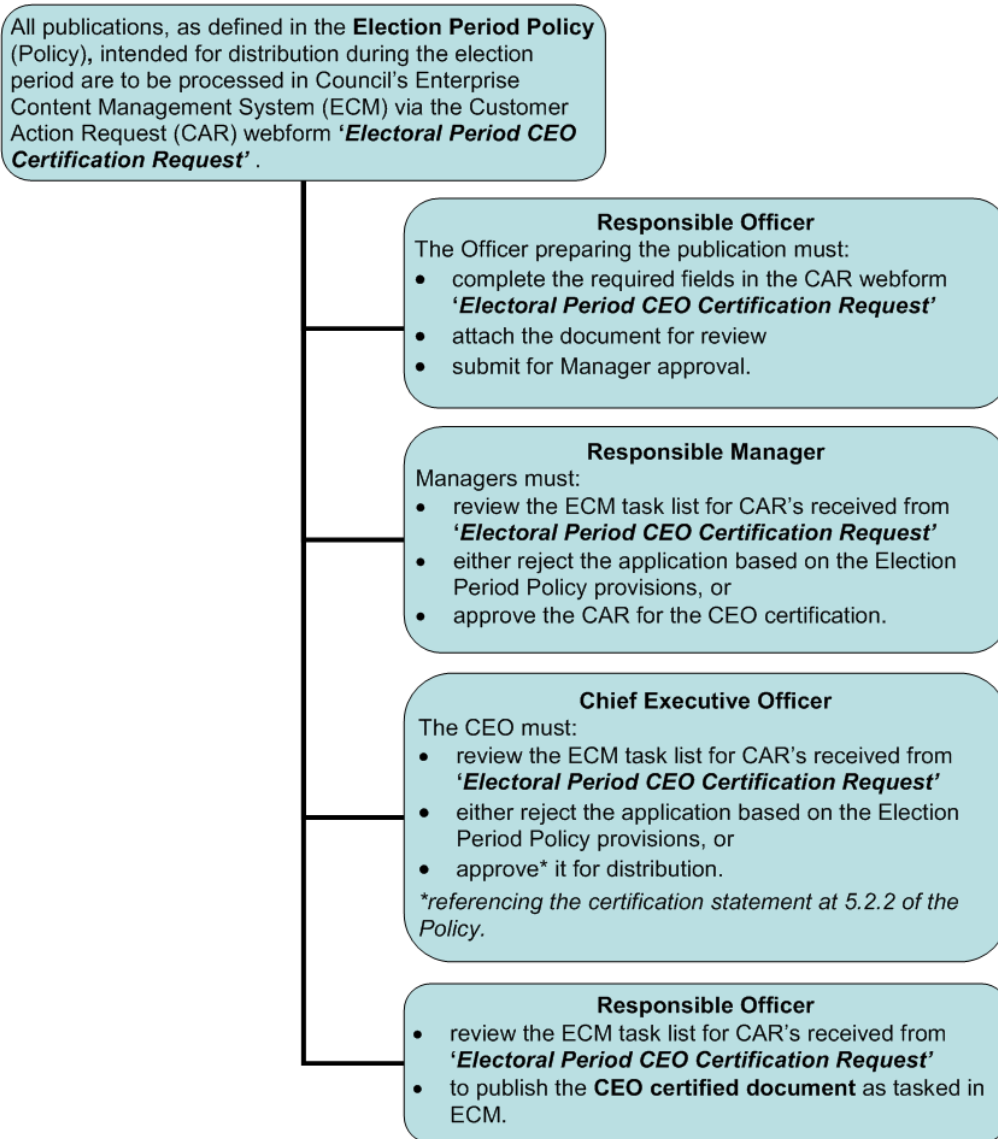 All publications, as defined in the Election Period Policy
(Policy), intended for distribution during the election
period are to be processed in Council’s Enterprise
Content Management System (ECM) via the Customer
Action Request (CAR) webform ‘Electoral Period CEO
Certification Request’ .
Responsible Officer
The Officer preparing the publication must:
• complete the required fields in the CAR webform
‘Electoral Period CEO Certification Request’
• attach the document for review
• submit for Manager approval.
Responsible Manager
Managers must:
• review the ECM task list for CAR’s received from
‘Electoral Period CEO Certification Request’
• either reject the application based on the Election
Period Policy provisions, or
• approve the CAR for the CEO certification.
Chief Executive Officer
The CEO must:
• review the ECM task list for CAR’s received from
‘Electoral Period CEO Certification Request’
• either reject the application based on the Election
Period Policy provisions, or
• approve* it for distribution.
*referencing the certification statement at 5.2.2 of the
Policy.
Responsible Officer
• review the ECM task list for CAR’s received from
‘Electoral Period CEO Certification Request’
• to publish the CEO certified document as tasked in
ECM.